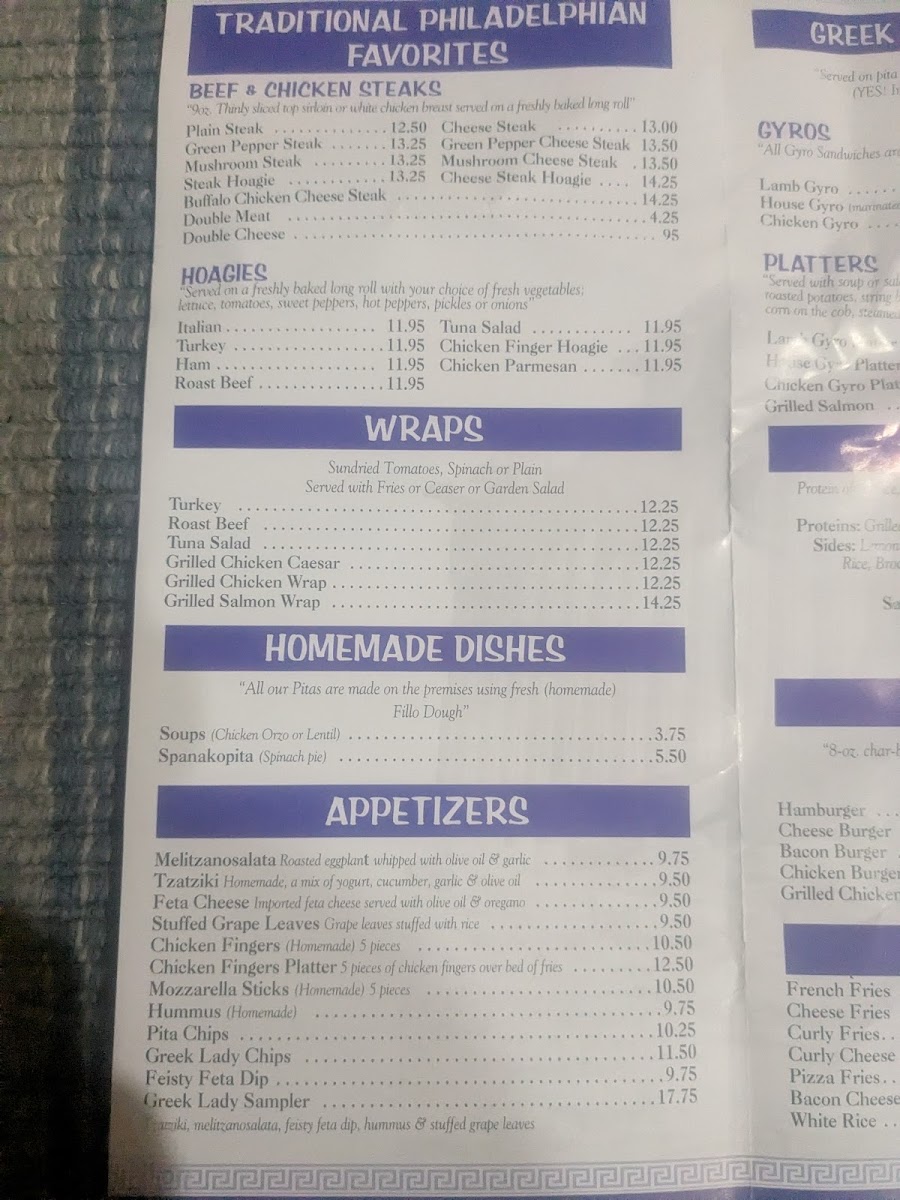 TRADITIONAL PHILADELPHIAN
FAVORITES
BEEF & CHICKEN STEAKS
"9oz. Thinly sliced top sirloin or white chicken breast served on a freshly baked long roll"
Plain Steak .............. 12.50 Cheese Steak .......... 13.00
Green Pepper Steak ....... 13.25 Green Pepper Cheese Steak 13.50
Mushroom Steak ......... 13.25 Mushroom Cheese Steak . 13.50
Steak Hoagie ............ 13.25 Cheese Steak Hoagie .... 14.25
Buffalo Chicken Cheese Steak .............................. 14.25
Double Meat ............................................. 4.25
Double Cheese ............................................. 95
HOAGIES
"Served on a freshly baked long roll with your choice of fresh vegetables;
lettuce, tomatoes, sweet peppers, hot peppers, pickles or onions"
Italian .................. 11.95 Tuna Salad ............ 11.95
Turkey ................. 11.95 Chicken Finger Hoagie ... 11.95
Ham .................... 11.95 Chicken Parmesan ....... 11.95
Roast Beef .............. 11.95
WRAPS
Sundried Tomatoes, Spinach or Plain
Served with Fries or Ceaser or Garden Salad
Turkey .................................................. 12.25
Roast Beef .............................................. 12.25
Tuna Salad .............................................. 12.25
Grilled Chicken Caesar ................................... 12.25
Grilled Chicken Wrap ..................................... 12.25
Grilled Salmon Wrap ..................................... 14.25
HOMEMADE DISHES
"All our Pitas are made on the premises using fresh (homemade)
Fillo Dough"
Soups (Chicken Orzo or Lentil) .................................... 3.75
Spanakopita (Spinach pie) ..................................... 5.50
APPETIZERS
Melitzanosalata Roasted eggplant whipped with olive oil & garlic ............. 9.75
Tzatziki Homemade, a mix of yogurt, cucumber, garlic & olive oil .............. 9.50
Feta Cheese Imported feta cheese served with olive oil & oregano .............. 9.50
Stuffed Grape Leaves Grape leaves stuffed with rice .................... 9.50
Chicken Fingers (Homemade) 5 pieces ........................... 10.50
Chicken Fingers Platter 5 pieces of chicken fingers over bed of fries ......... 12.50
Mozzarella Sticks (Homemade) 5 pieces ......................... 10.50
Hummus (Homemade) ........................................ 9.75
Pita Chips ................................................ 10.25
Greek Lady Chips ........................................ 11.50
Feisty Feta Dip ............................................. 9.75
Greek Lady Sampler ...................................... 17.75
melitzanosalata, feisty feta dip, hummus & stuffed grape leaves
GREEK
"Served on pita
(YES!
GYROS
"All Gyro Sandwiches
Lamb Gyro ......
House Gyro
Chicken Gyro ....
PLATTERS
"Served with soup or
roasted potatoes, string
corn on the cob,
Gyro
Gyro Platter
Chicken Gyro
Grilled Salmon ..
Protein
Proteins:
Sides:
Rice,
"8-oz.
Hamburger ...
Cheese Burger
Bacon Burger .
Chicken Burger
Grilled Chicken
French Fries
Cheese Fries
Curly Fries..
Curly Cheese
Pizza Fries..
Bacon Cheese
White Rice ..